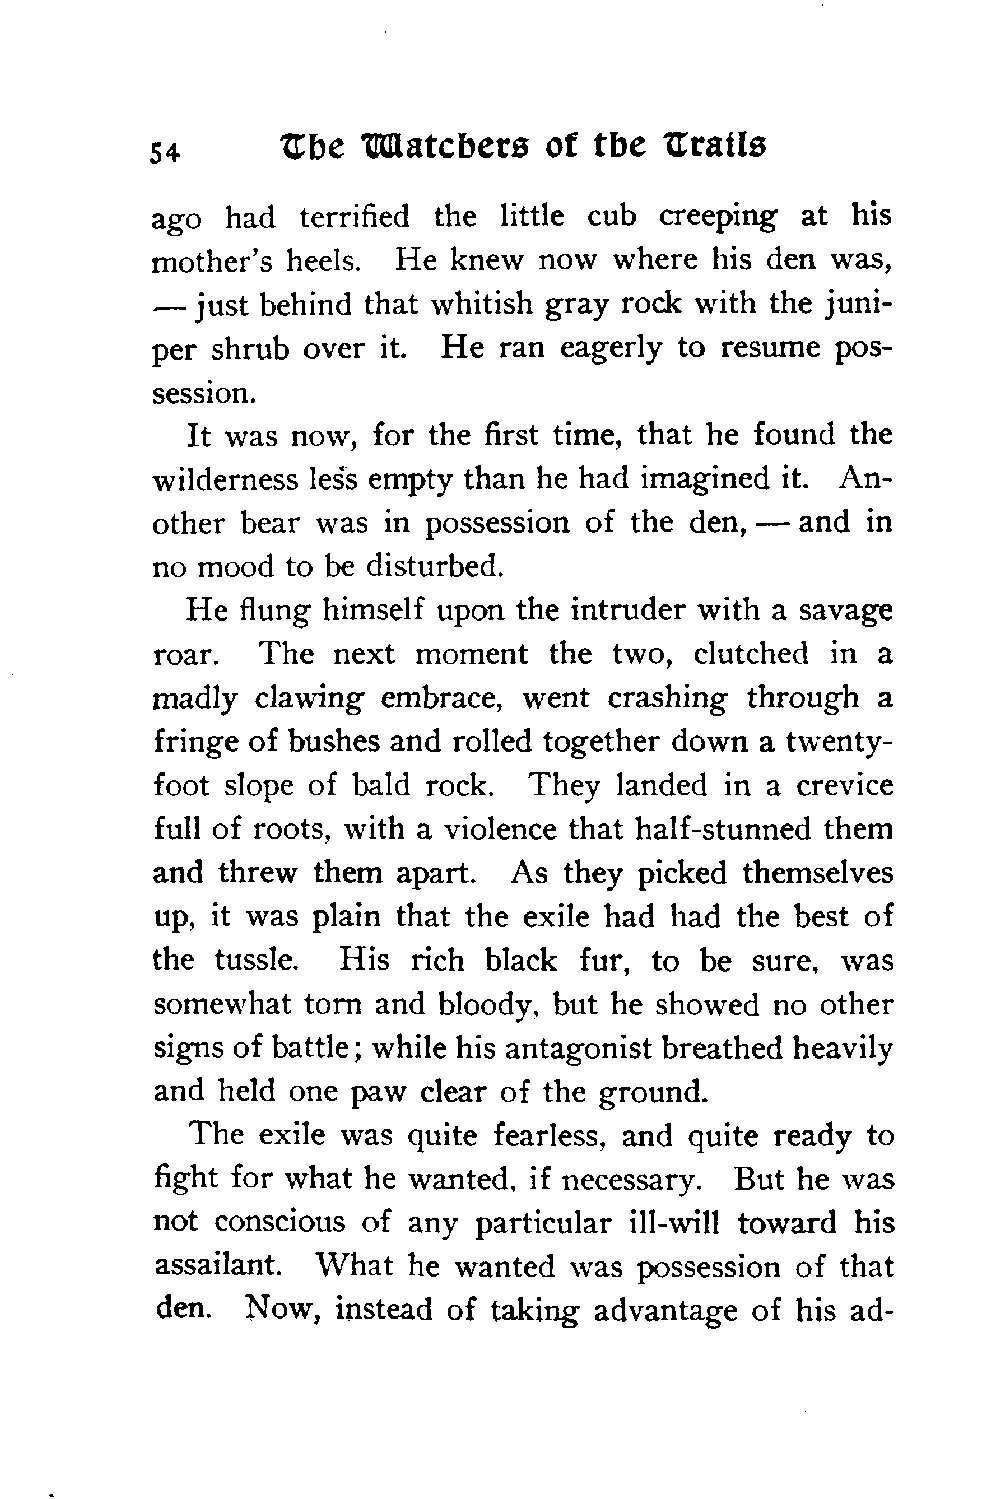 54 The Watchers of the Trails
ago had terrified the little cub creeping at his
mother's heels. He knew now where his den was,
— just behind that whitish gray rock with the juni-
per shrub over it. He ran eagerly to resume pos-
session.
It was now, for the first time, that he found the
wilderness less empty than he had imagined it. An-
other bear was in possession of the den, — and in
no mood to be disturbed.
He flung himself upon the intruder with a savage
roar. The next moment the two, clutched in a
madly clawing embrace, went crashing through a
fringe of bushes and rolled together down a twenty-
foot slope of bald rock. They landed in a crevice
full of roots, with a violence that half-stunned them
and threw them apart. As they picked themselves
up, it was plain that the exile had had the best of
the tussle. His rich black fur, to be sure, was
somewhat torn and bloody, but he showed no other
signs of battle; while his antagonist breathed heavily
and held one paw clear of the ground.
The exile was quite fearless, and quite ready to
fight for what he wanted, if necessary. But he was
not conscious of any particular ill-will toward his
assailant. What he wanted was possession of that
den. Now, instead of taking advantage of his ad-